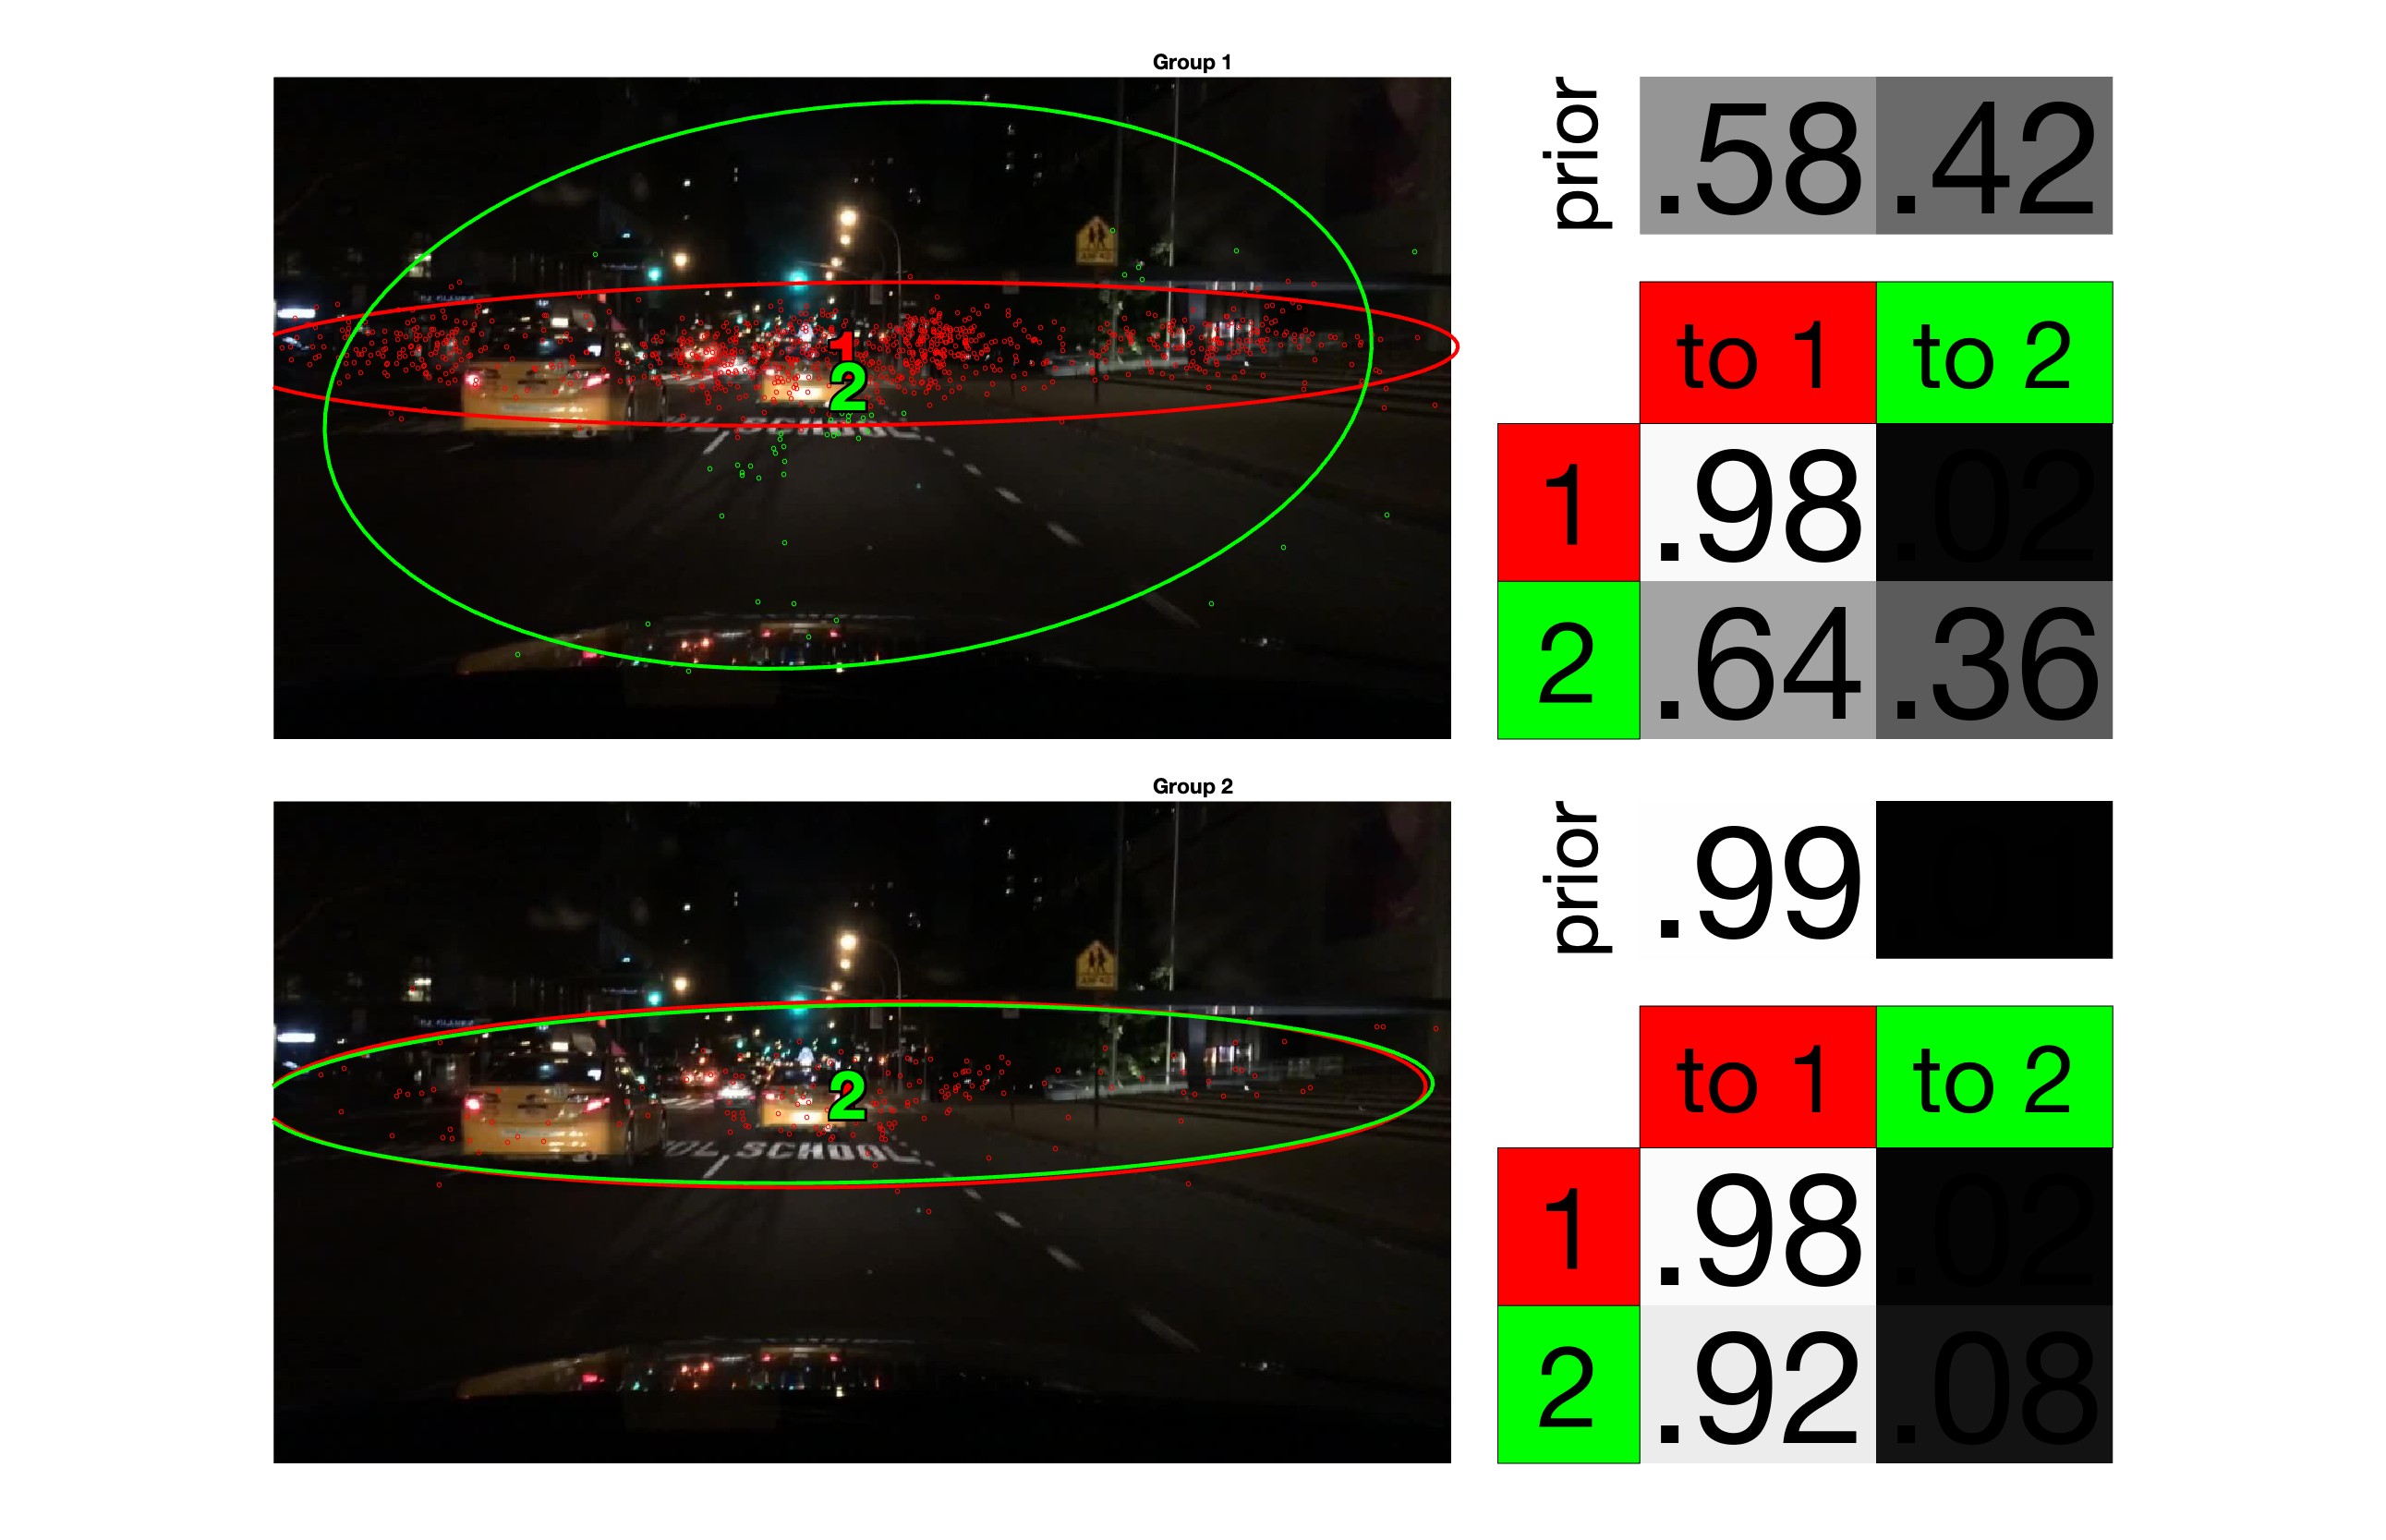 Group 1
prior
.58 .42
to 1 to 2
1 .98 .02
2 .64 .36
1
2
SCHOOL
Group 2
prior
.99
to 1 to 2
1 .98 .02
2 .92 .08
2
SCHOOL